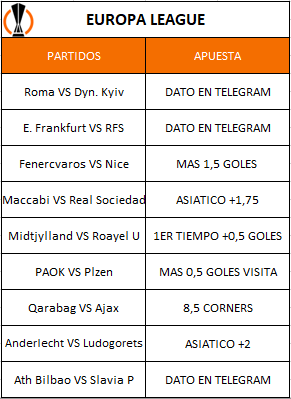 EUROPA LEAGUE
PARTIDOS APUESTA
Roma VS Dyn. Kyiv DATO EN TELEGRAM
E. Frankfurt VS RFS DATO EN TELEGRAM
Fenercvaros VS Nice MAS 1,5 GOLES
Maccabi VS Real Sociedad ASIATICO +1,75
Midtjylland VS Roayel U 1ER TIEMPO +0,5 GOLES
PAOK VS Plzen MAS 0,5 GOLES VISITA
Qarabag VS Ajax 8,5 CORNERS
Anderlecht VS Ludogorets ASIATICO +2
Ath Bilbao VS Slavia P DATO EN TELEGRAM